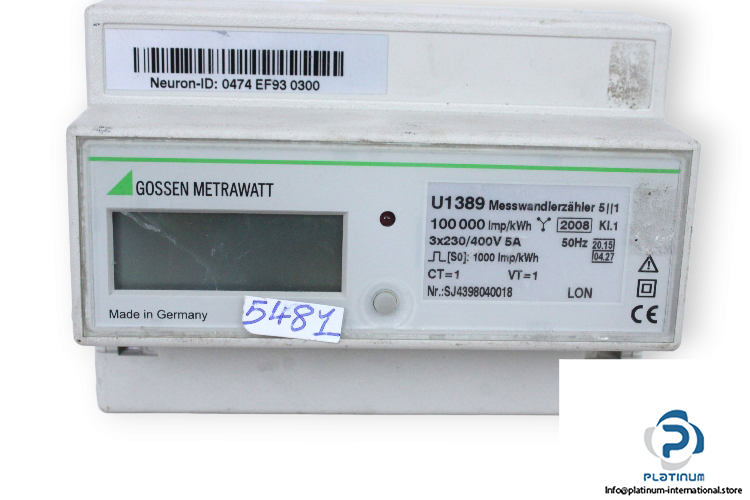 Neuron-ID: 0474 EF93 0300
GOSSEN METRAWATT
U1389 Messwandlerzähler 5||1
100 000 Imp/kWh 2008 Kl.1
3x230/400V 5A 50Hz 20.15
[S0]: 1000 Imp/kWh 04.27
CT=1 VT=1
Nr.:SJ4398040018 LON
Made in Germany
5481
CE
PLATINUM
Info@platinum-international.store